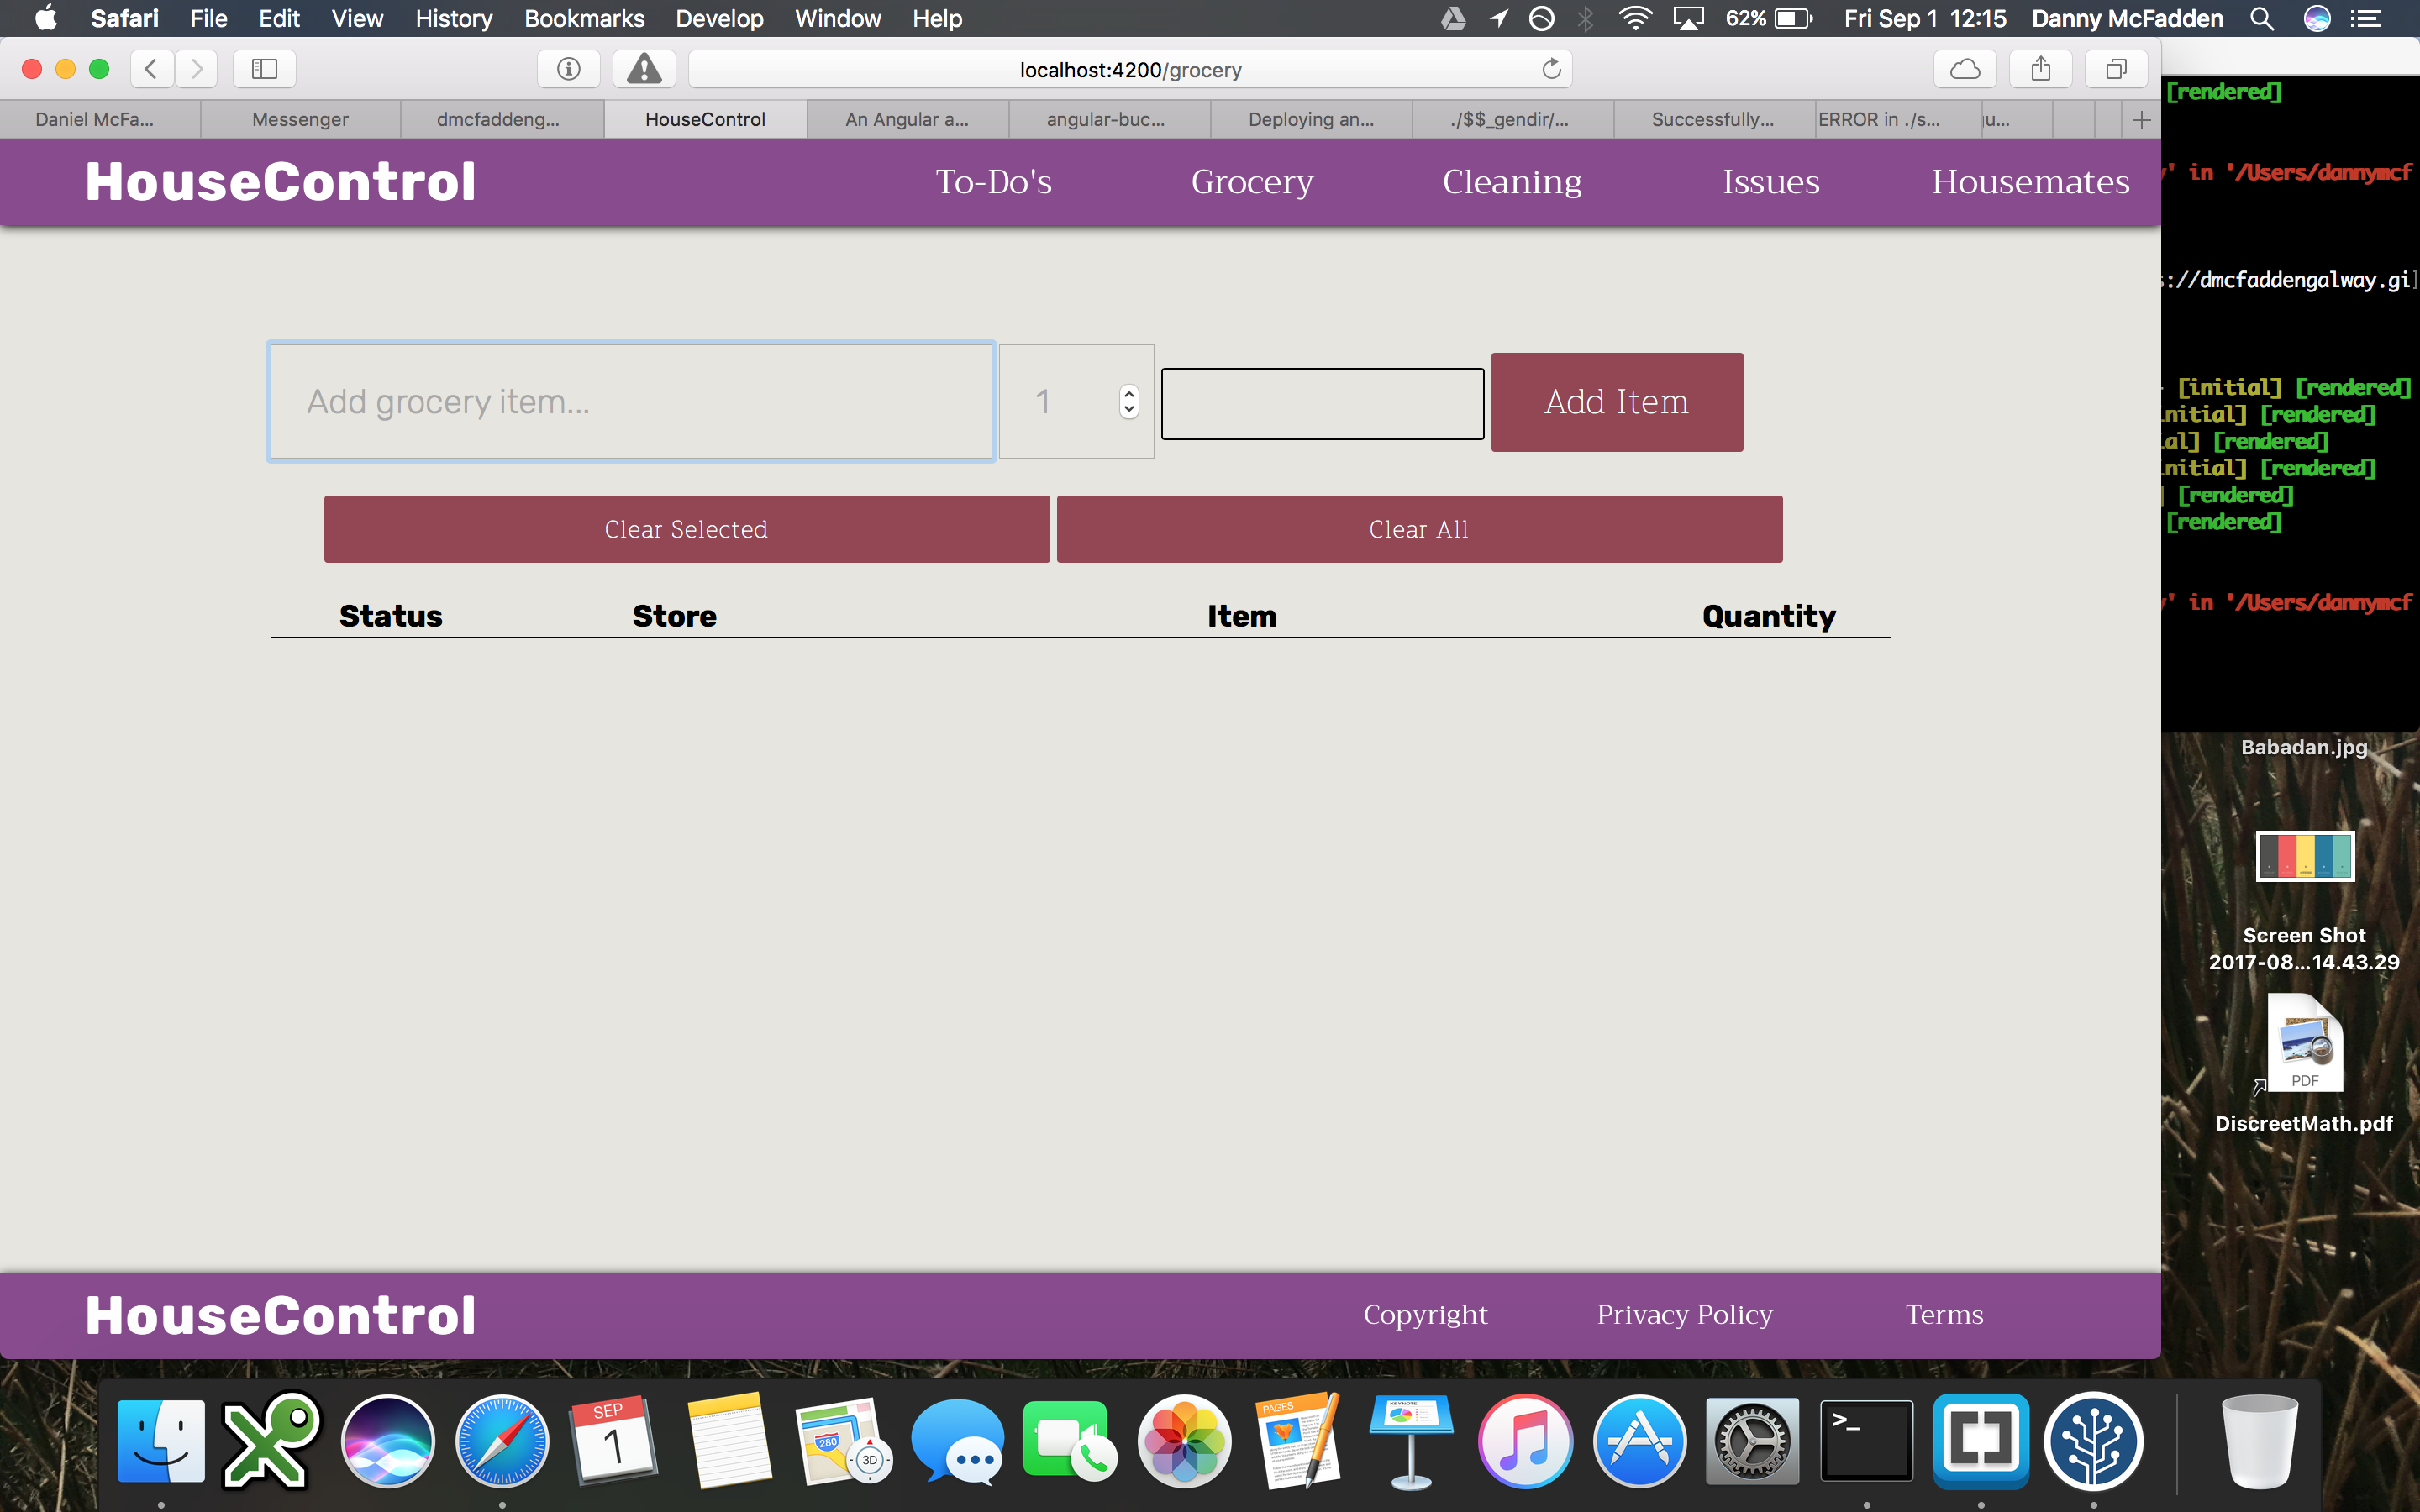 Safari File Edit View History Bookmarks Develop Window Help 62% Fri Sep 1 12:15 Danny McFadden
localhost:4200/grocery
Daniel McFa... Messenger dmcfaddeng... HouseControl An Angular a... angular-buc... Deploying an... ./$$_gendir/... Successfully... ERROR in ./s... u...
HouseControl To-Do's Grocery Cleaning Issues Housemates
Add grocery item... 1 Add Item
Clear Selected Clear All
Status Store Item Quantity
HouseControl Copyright Privacy Policy Terms
[rendered]
' in '/Users/dannymcf
://dmcfaddengalway.gi
[initial] [rendered]
nitial] [rendered]
ial] [rendered]
nitial] [rendered]
] [rendered]
[rendered]
' in '/Users/dannymcf
Babadan.jpg
Screen Shot
2017-08...14.43.29
PDF
DiscreetMath.pdf
SEP
1
280
3D
PAGES
KEYNOTE
>_